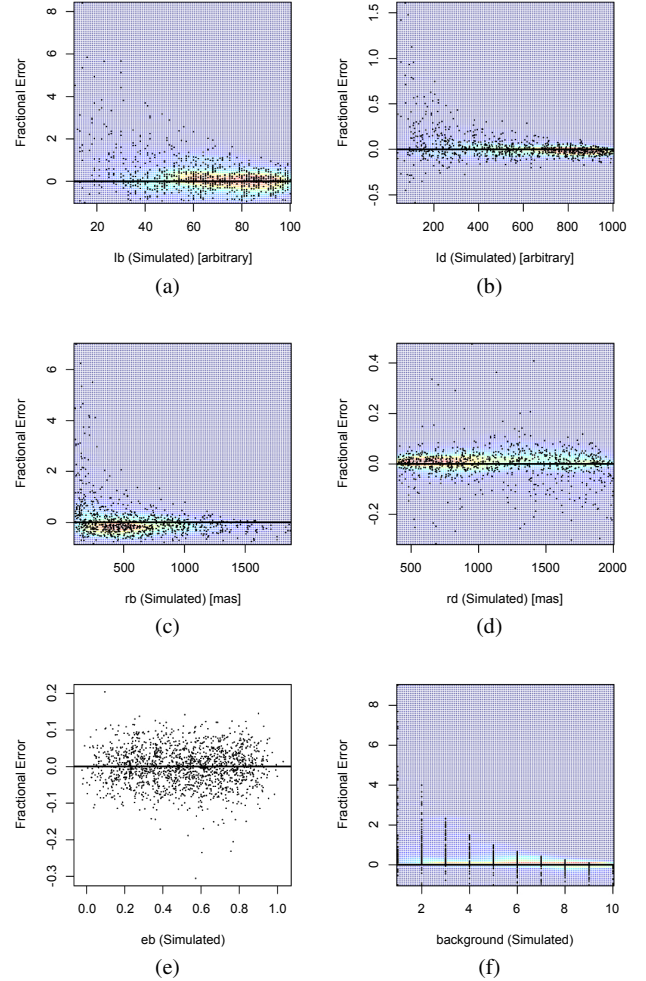 8
6
4
2
0
Fractional Error
20 40 60 80 100
Ib (Simulated) [arbitrary]
(a)
1.5
1.0
0.5
0.0
-0.5
Fractional Error
200 400 600 800 1000
Id (Simulated) [arbitrary]
(b)
6
4
2
0
Fractional Error
500 1000 1500
rb (Simulated) [mas]
(c)
0.4
0.2
0.0
-0.2
Fractional Error
500 1000 1500 2000
rd (Simulated) [mas]
(d)
0.2
0.1
0.0
-0.1
-0.2
-0.3
Fractional Error
0.0 0.2 0.4 0.6 0.8 1.0
eb (Simulated)
(e)
8
6
4
2
0
Fractional Error
2 4 6 8 10
background (Simulated)
(f)